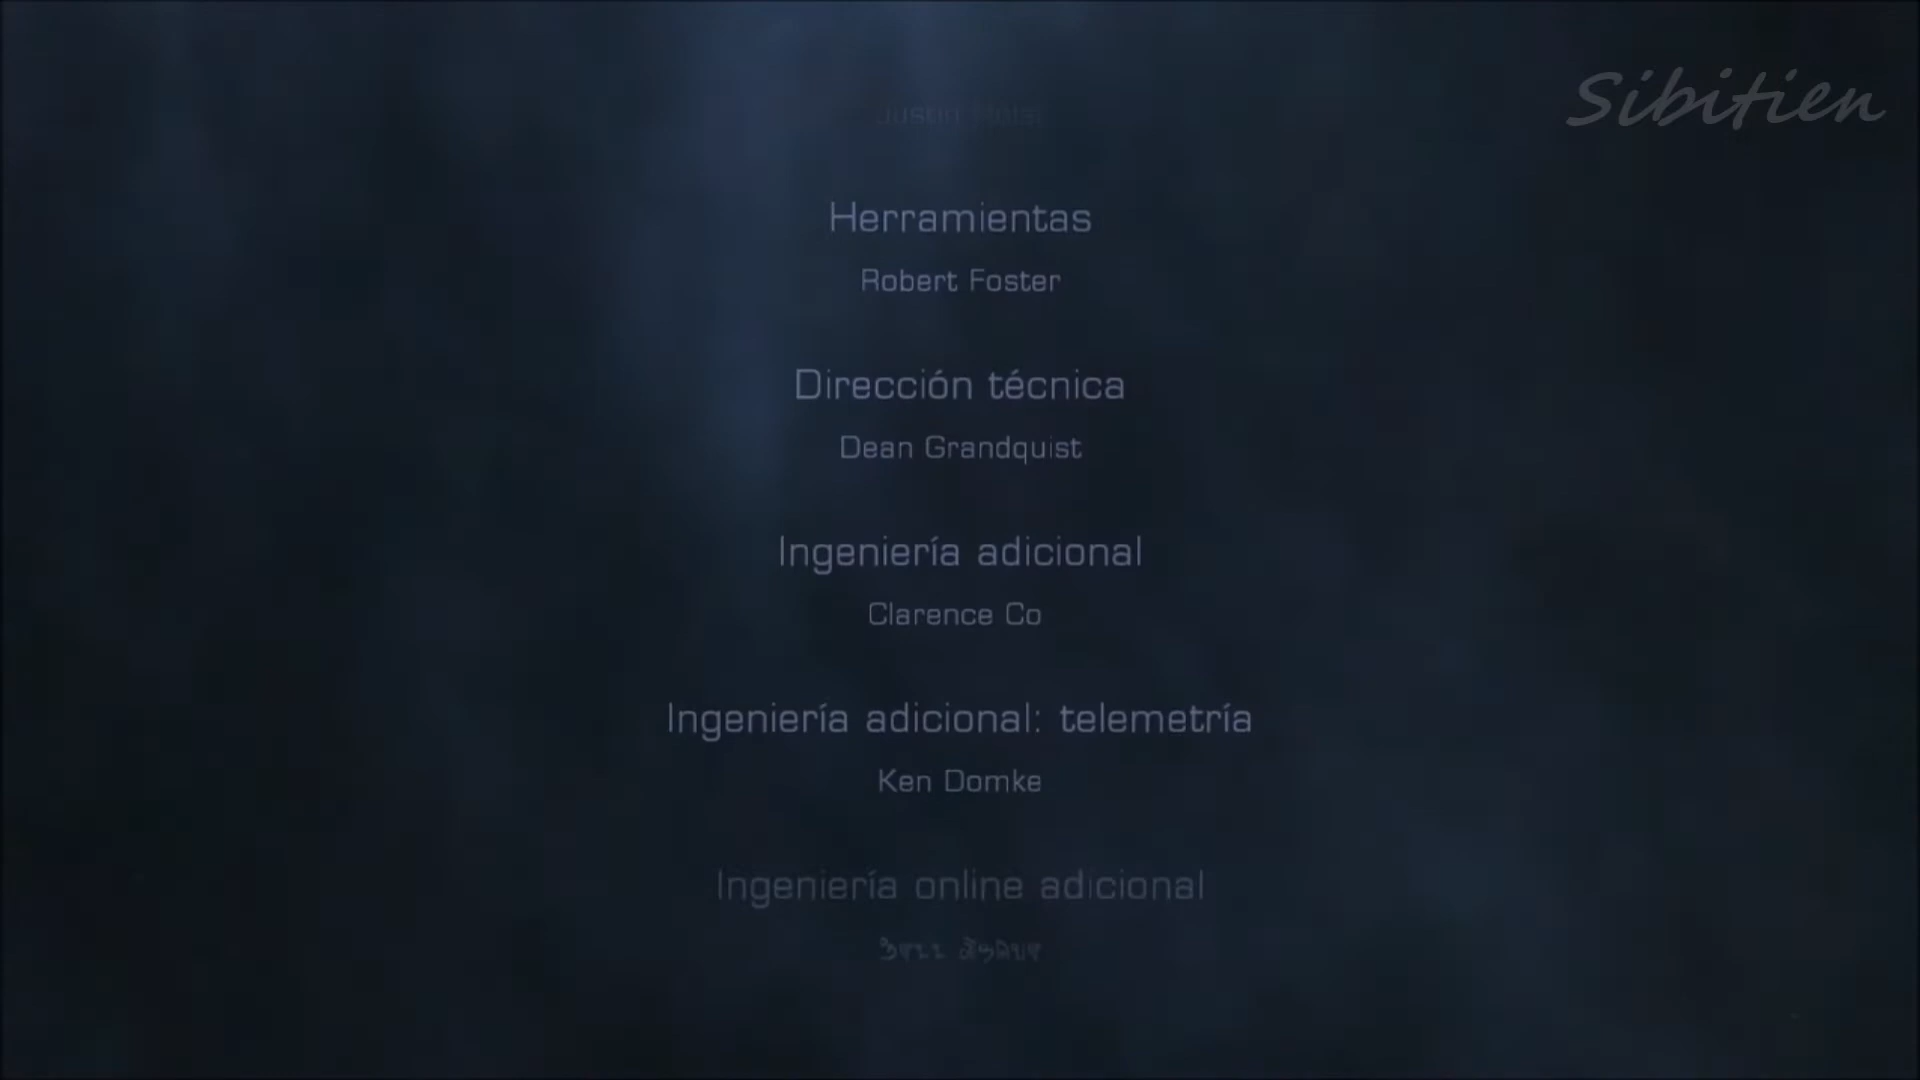 Sibitien
Herramientas
Robert Foster
Dirección técnica
Dean Grandquist
Ingeniería adicional
Clarence Co
Ingeniería adicional: telemetría
Ken Domke
Ingeniería online adicional